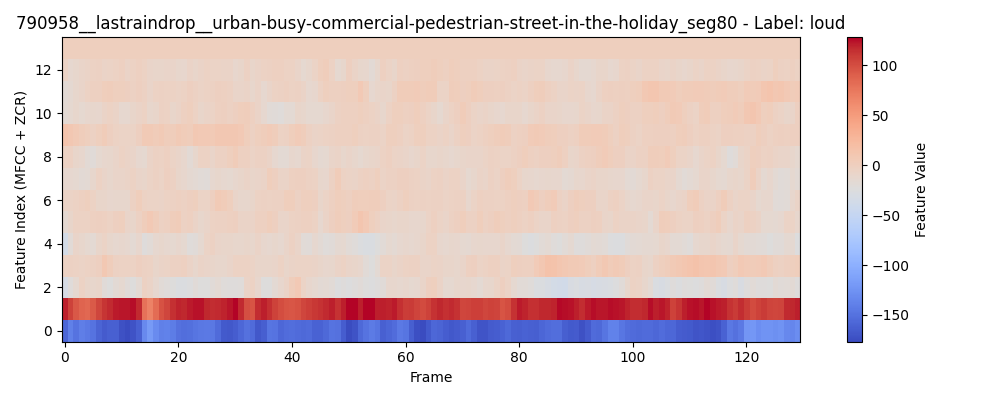 790958__lastraindrop__urban-busy-commercial-pedestrian-street-in-the-holiday_seg80 - Label: loud
Feature Index (MFCC + ZCR)
12
10
8
6
4
2
0
0 20 40 60 80 100 120
Frame
100
50
0
−50
−100
−150
Feature Value